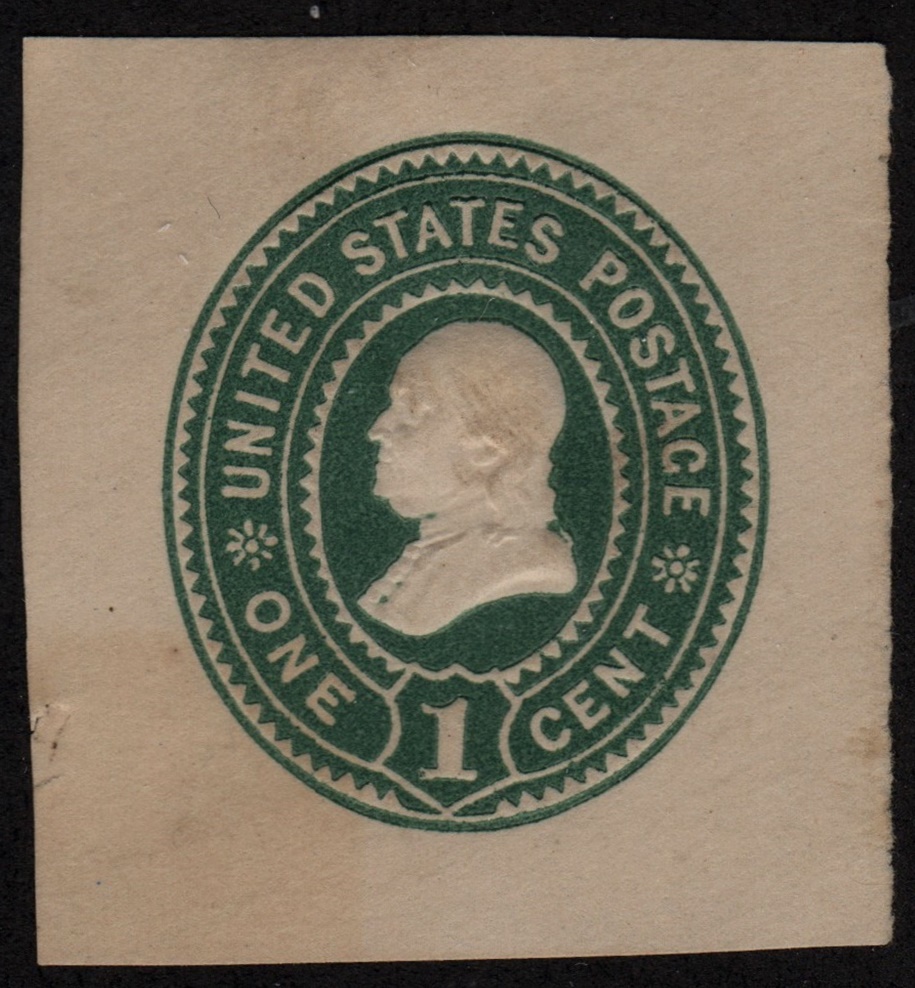 UNITED STATES POSTAGE
ONE CENT
1